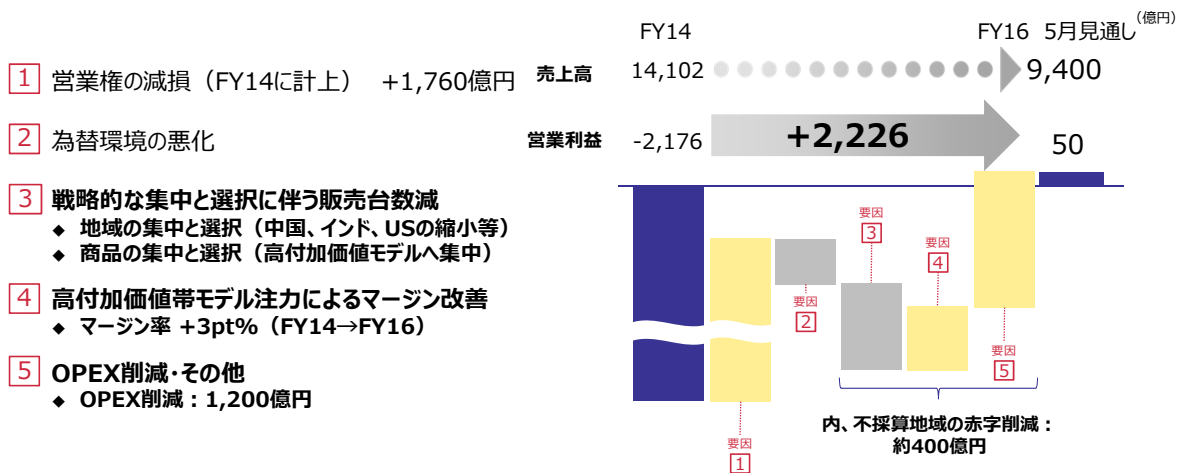 (億円)
FY14
FY16 5月見通し
1 営業権の減損（FY14に計上） +1,760億円
売上高
14,102
9,400
2 為替環境の悪化
営業利益
-2,176
+2,226
50
3 戦略的な集中と選択に伴う販売台数減
◆ 地域の集中と選択（中国、インド、USの縮小等）
◆ 商品の集中と選択（高付加価値モデルへ集中）
4 高付加価値帯モデル注力によるマージン改善
◆ マージン率 +3pt%（FY14→FY16）
5 OPEX削減・その他
◆ OPEX削減：1,200億円
要因
1
要因
2
要因
3
要因
4
要因
5
内、不採算地域の赤字削減：
約400億円